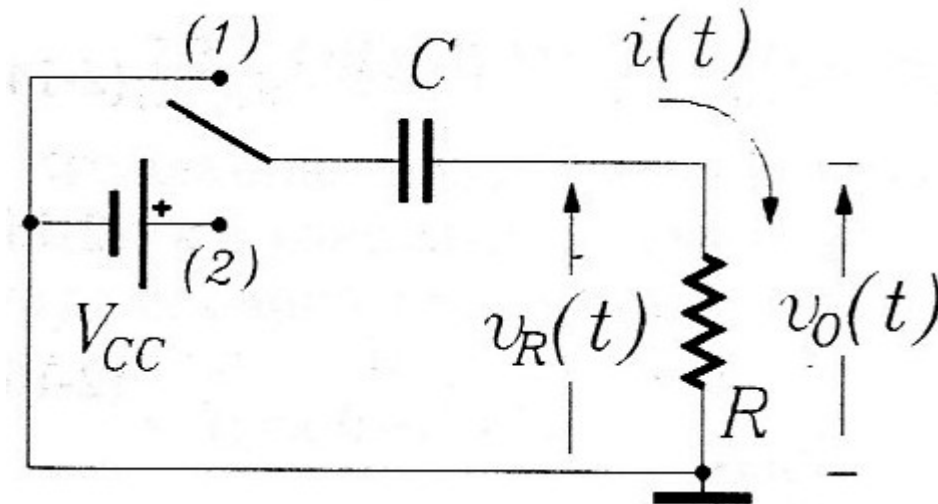 (1)
C
i(t)
+
(2)
V_CC
v_R(t)
v_O(t)
R